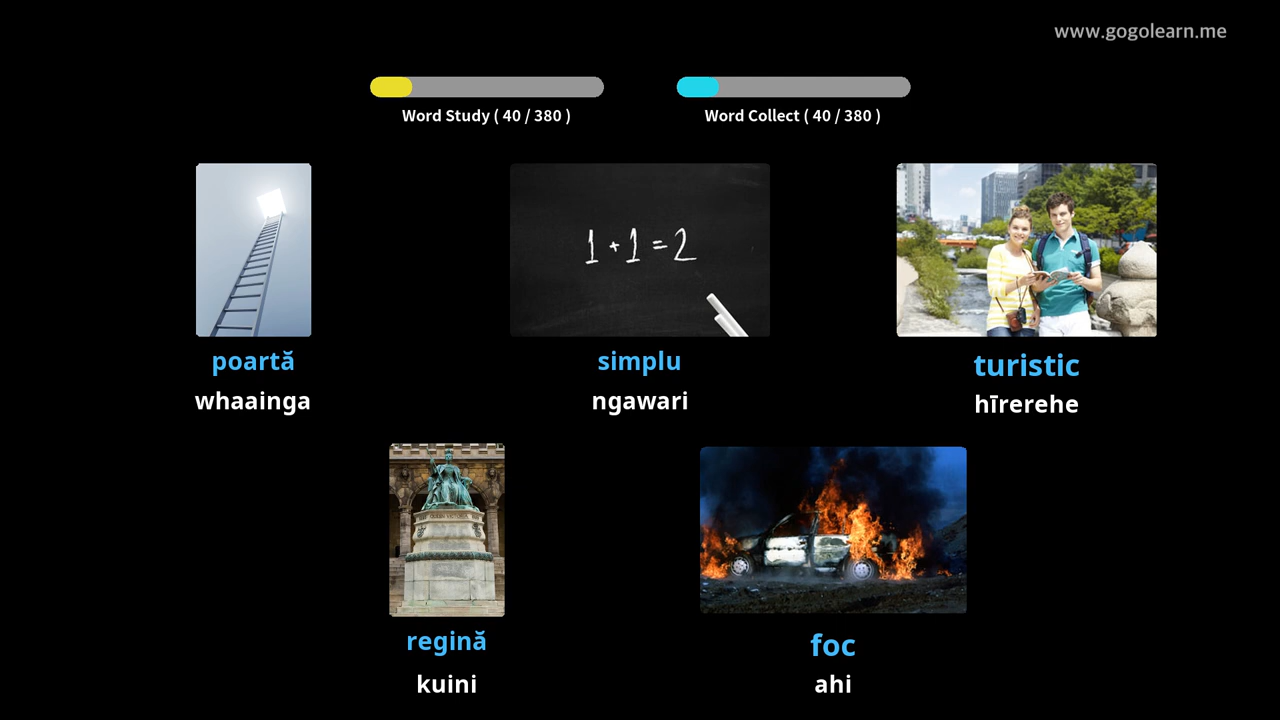 www.gogolearn.me
Word Study ( 40 / 380 )
Word Collect ( 40 / 380 )
1 + 1 = 2
poartă
whaainga
simplu
ngawari
turistic
hīrerehe
regină
kuini
foc
ahi